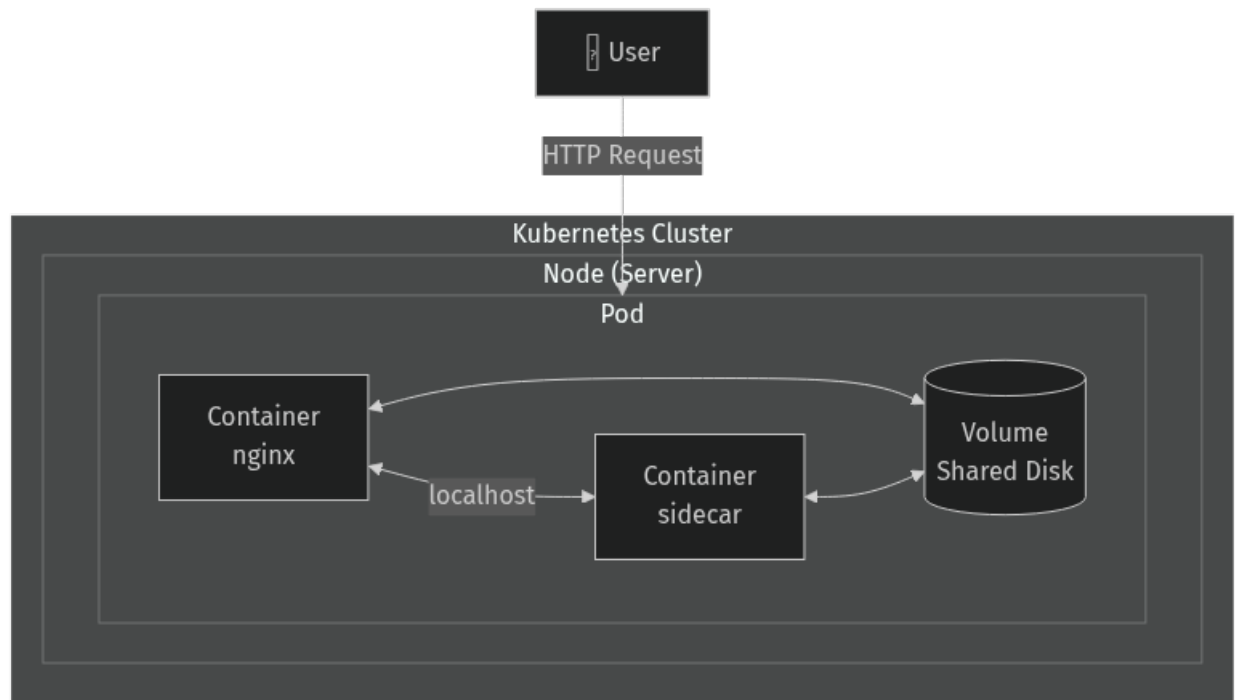 User
HTTP Request
Kubernetes Cluster
Node (Server)
Pod
Container
nginx
localhost
Container
sidecar
Volume
Shared Disk